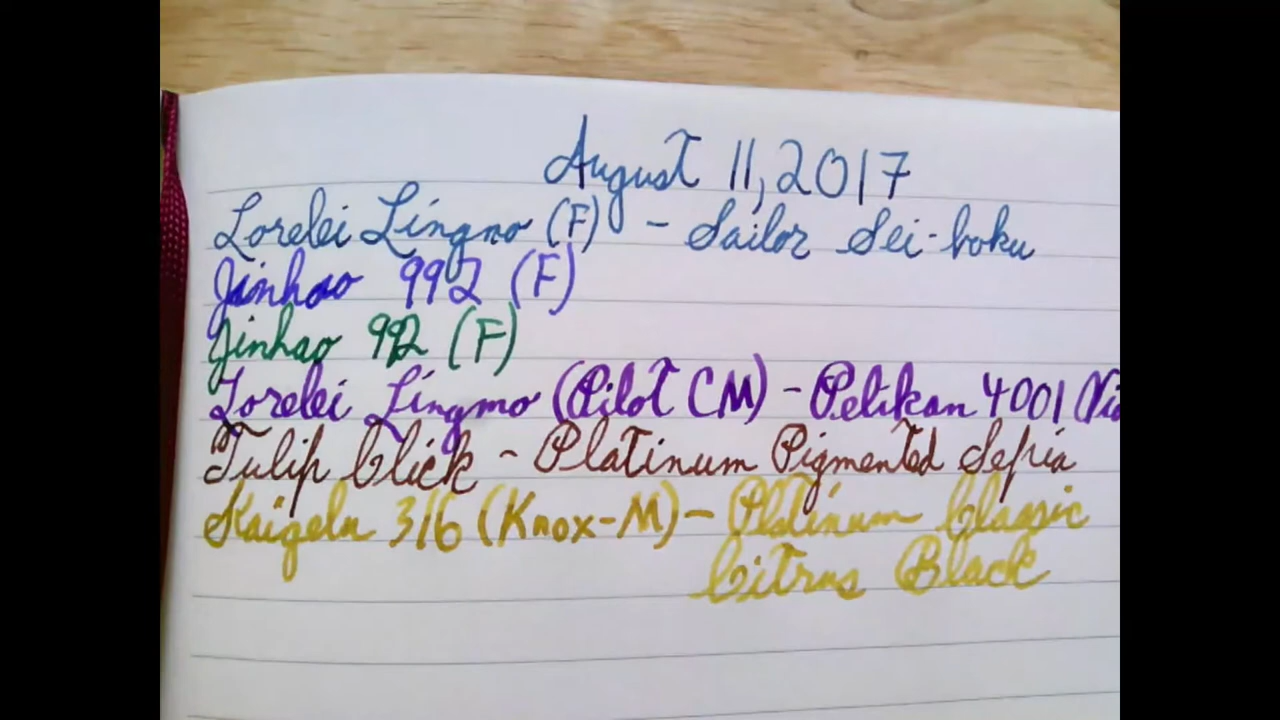 August 11, 2017
Lorelei Lingmo (F) - Sailor Sei-boku
Jinhao 992 (F)
Jinhao 992 (F)
Lorelei Lingmo (Pilot CM) - Pelikan 4001 Vio
Tulip Click - Platinum Pigmented Sepia
Kaigelu 316 (Knox-M) - Platinum Classic
Citrus Black